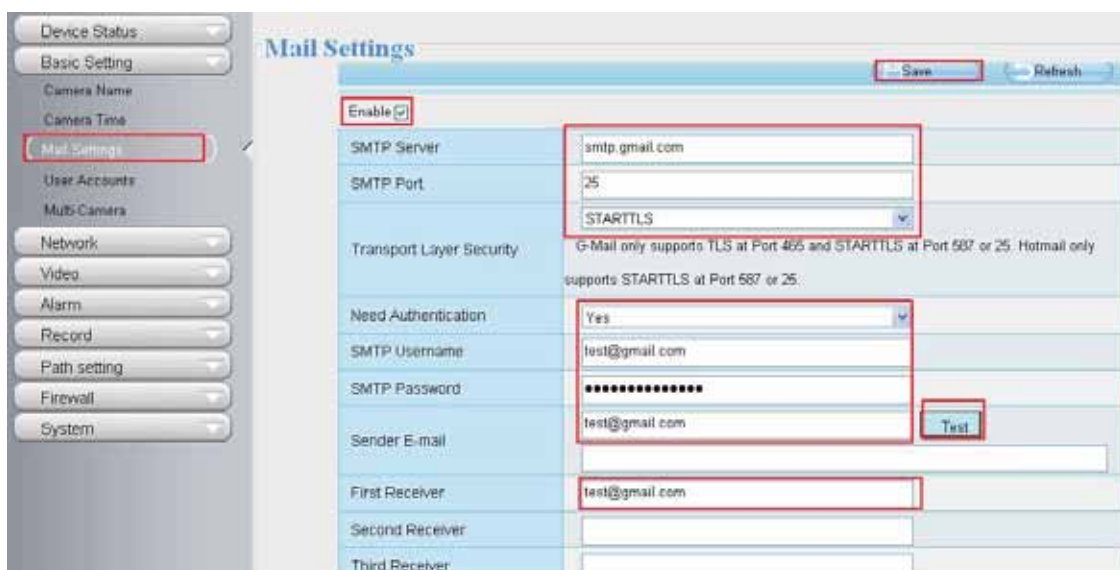 Device Status
Basic Setting
Camera Name
Camera Time
Mail Settings
User Accounts
Multi-Camera
Network
Video
Alarm
Record
Path setting
Firewall
System
Mail Settings
Save
Refresh
Enable
SMTP Server
smtp.gmail.com
SMTP Port
25
Transport Layer Security
STARTTLS
G-Mail only supports TLS at Port 465 and STARTTLS at Port 587 or 25. Hotmail only
supports STARTTLS at Port 587 or 25.
Need Authentication
Yes
SMTP Username
test@gmail.com
SMTP Password
••••••••••••••
Sender E-mail
test@gmail.com
Test
First Receiver
test@gmail.com
Second Receiver
Third Receiver